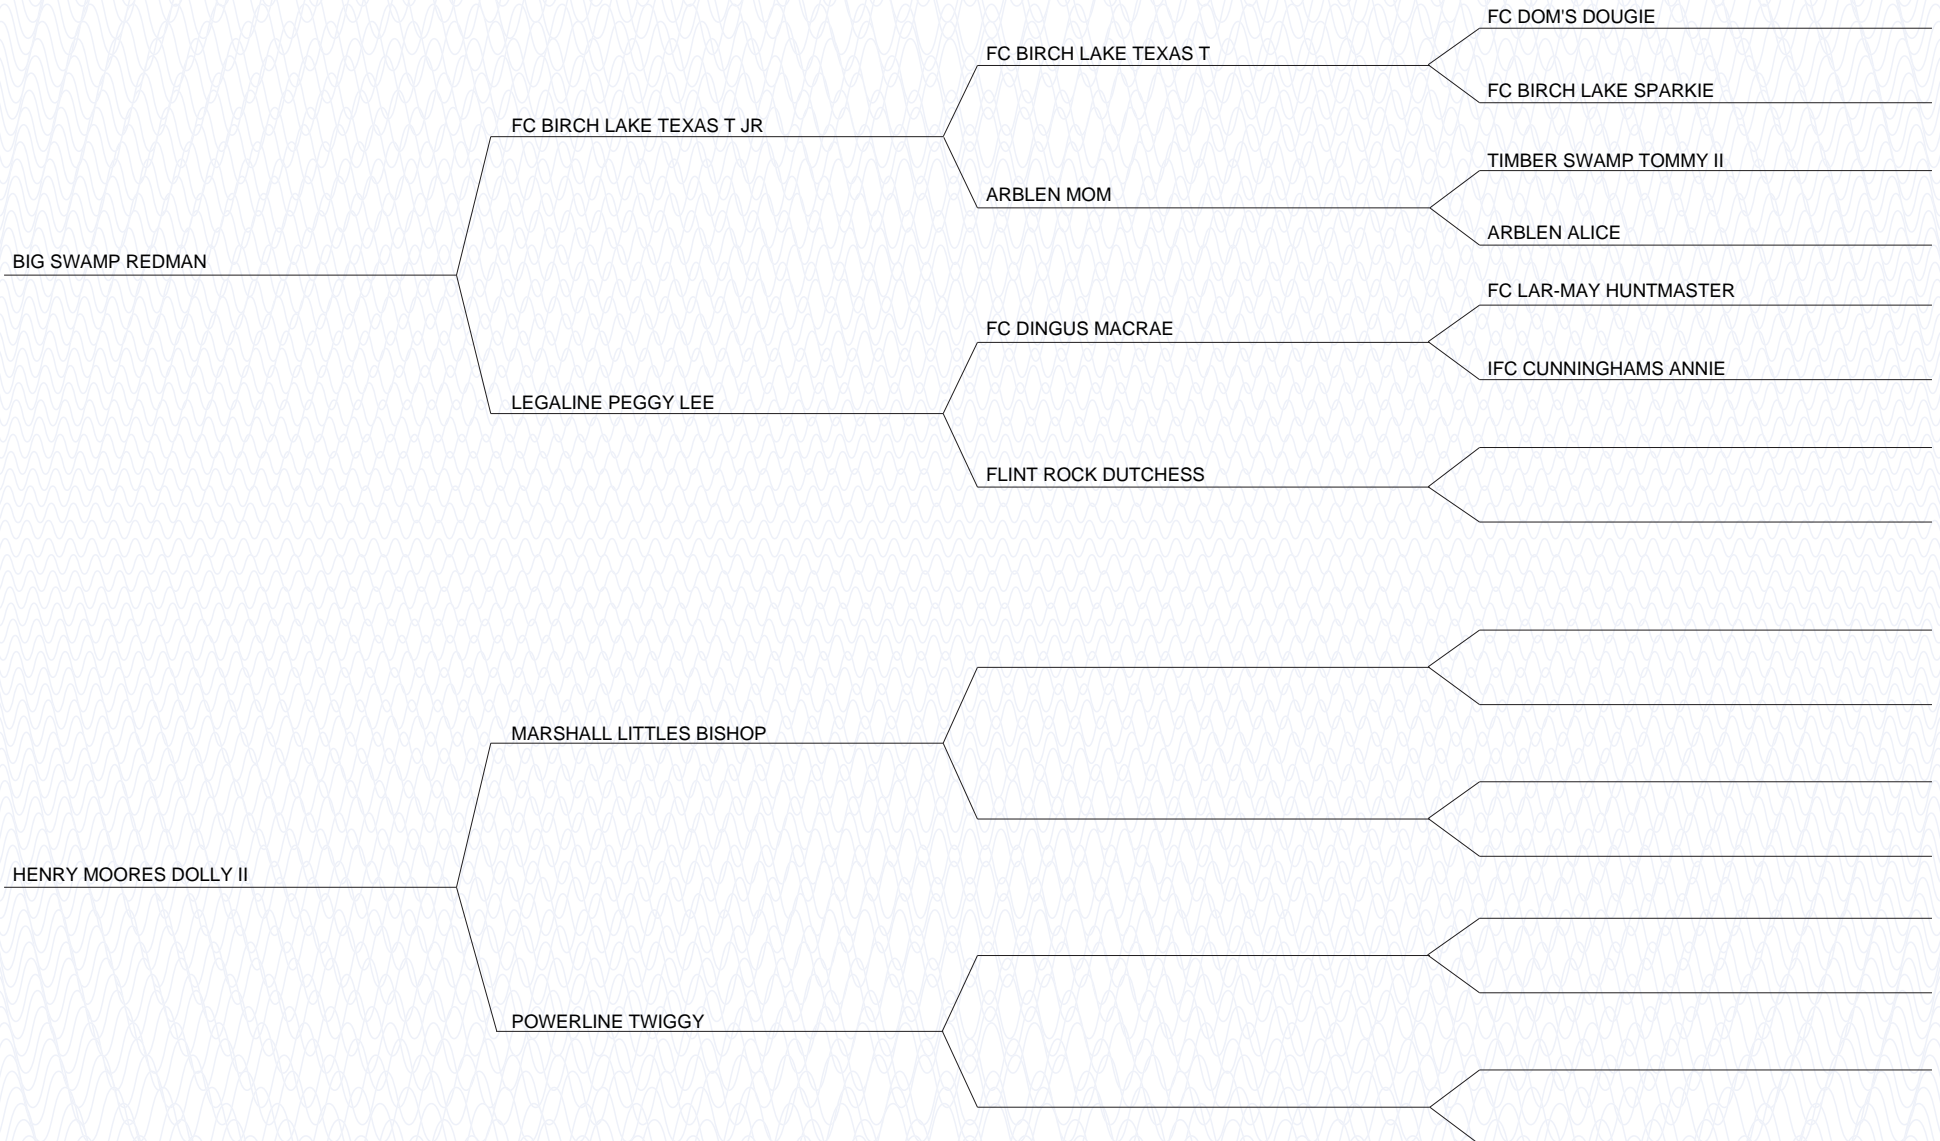 FC DOM'S DOUGIE
FC BIRCH LAKE TEXAS T
FC BIRCH LAKE SPARKIE
FC BIRCH LAKE TEXAS T JR
TIMBER SWAMP TOMMY II
ARBLEN MOM
ARBLEN ALICE
BIG SWAMP REDMAN
FC LAR-MAY HUNTMASTER
FC DINGUS MACRAE
IFC CUNNINGHAMS ANNIE
LEGALINE PEGGY LEE
FLINT ROCK DUTCHESS
MARSHALL LITTLES BISHOP
HENRY MOORES DOLLY II
POWERLINE TWIGGY